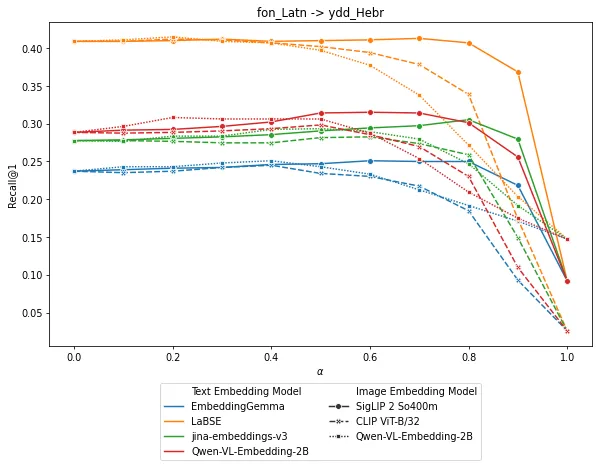 fon_Latn -> ydd_Hebr
Recall@1
0.40
0.35
0.30
0.25
0.20
0.15
0.10
0.05
0.0 0.2 0.4 0.6 0.8 1.0
α
Text Embedding Model Image Embedding Model
EmbeddingGemma SigLIP 2 So400m
LaBSE CLIP ViT-B/32
jina-embeddings-v3 Qwen-VL-Embedding-2B
Qwen-VL-Embedding-2B